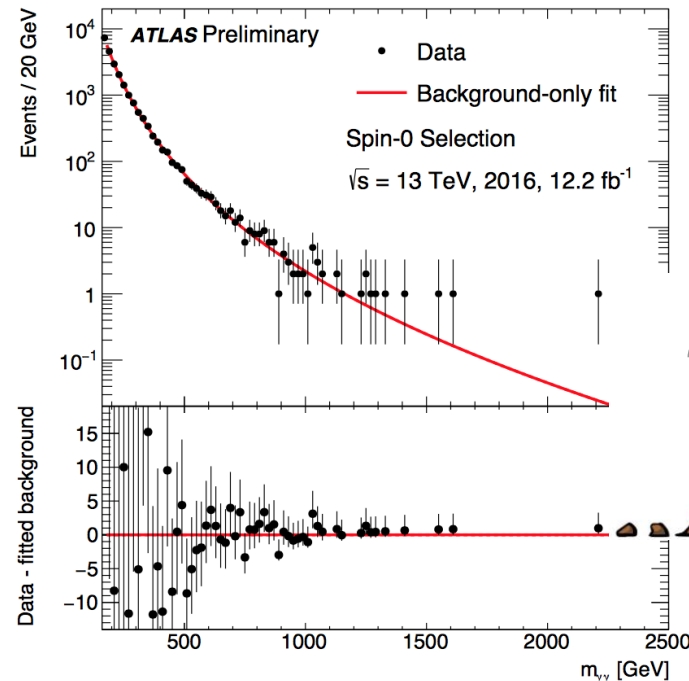 ATLAS Preliminary
Data
Background-only fit
Spin-0 Selection
√s = 13 TeV, 2016, 12.2 fb⁻¹
Events / 20 GeV
10⁴
10³
10²
10
1
10⁻¹
Data - fitted background
15
10
5
0
−5
−10
500 1000 1500 2000 2500
m_γγ [GeV]